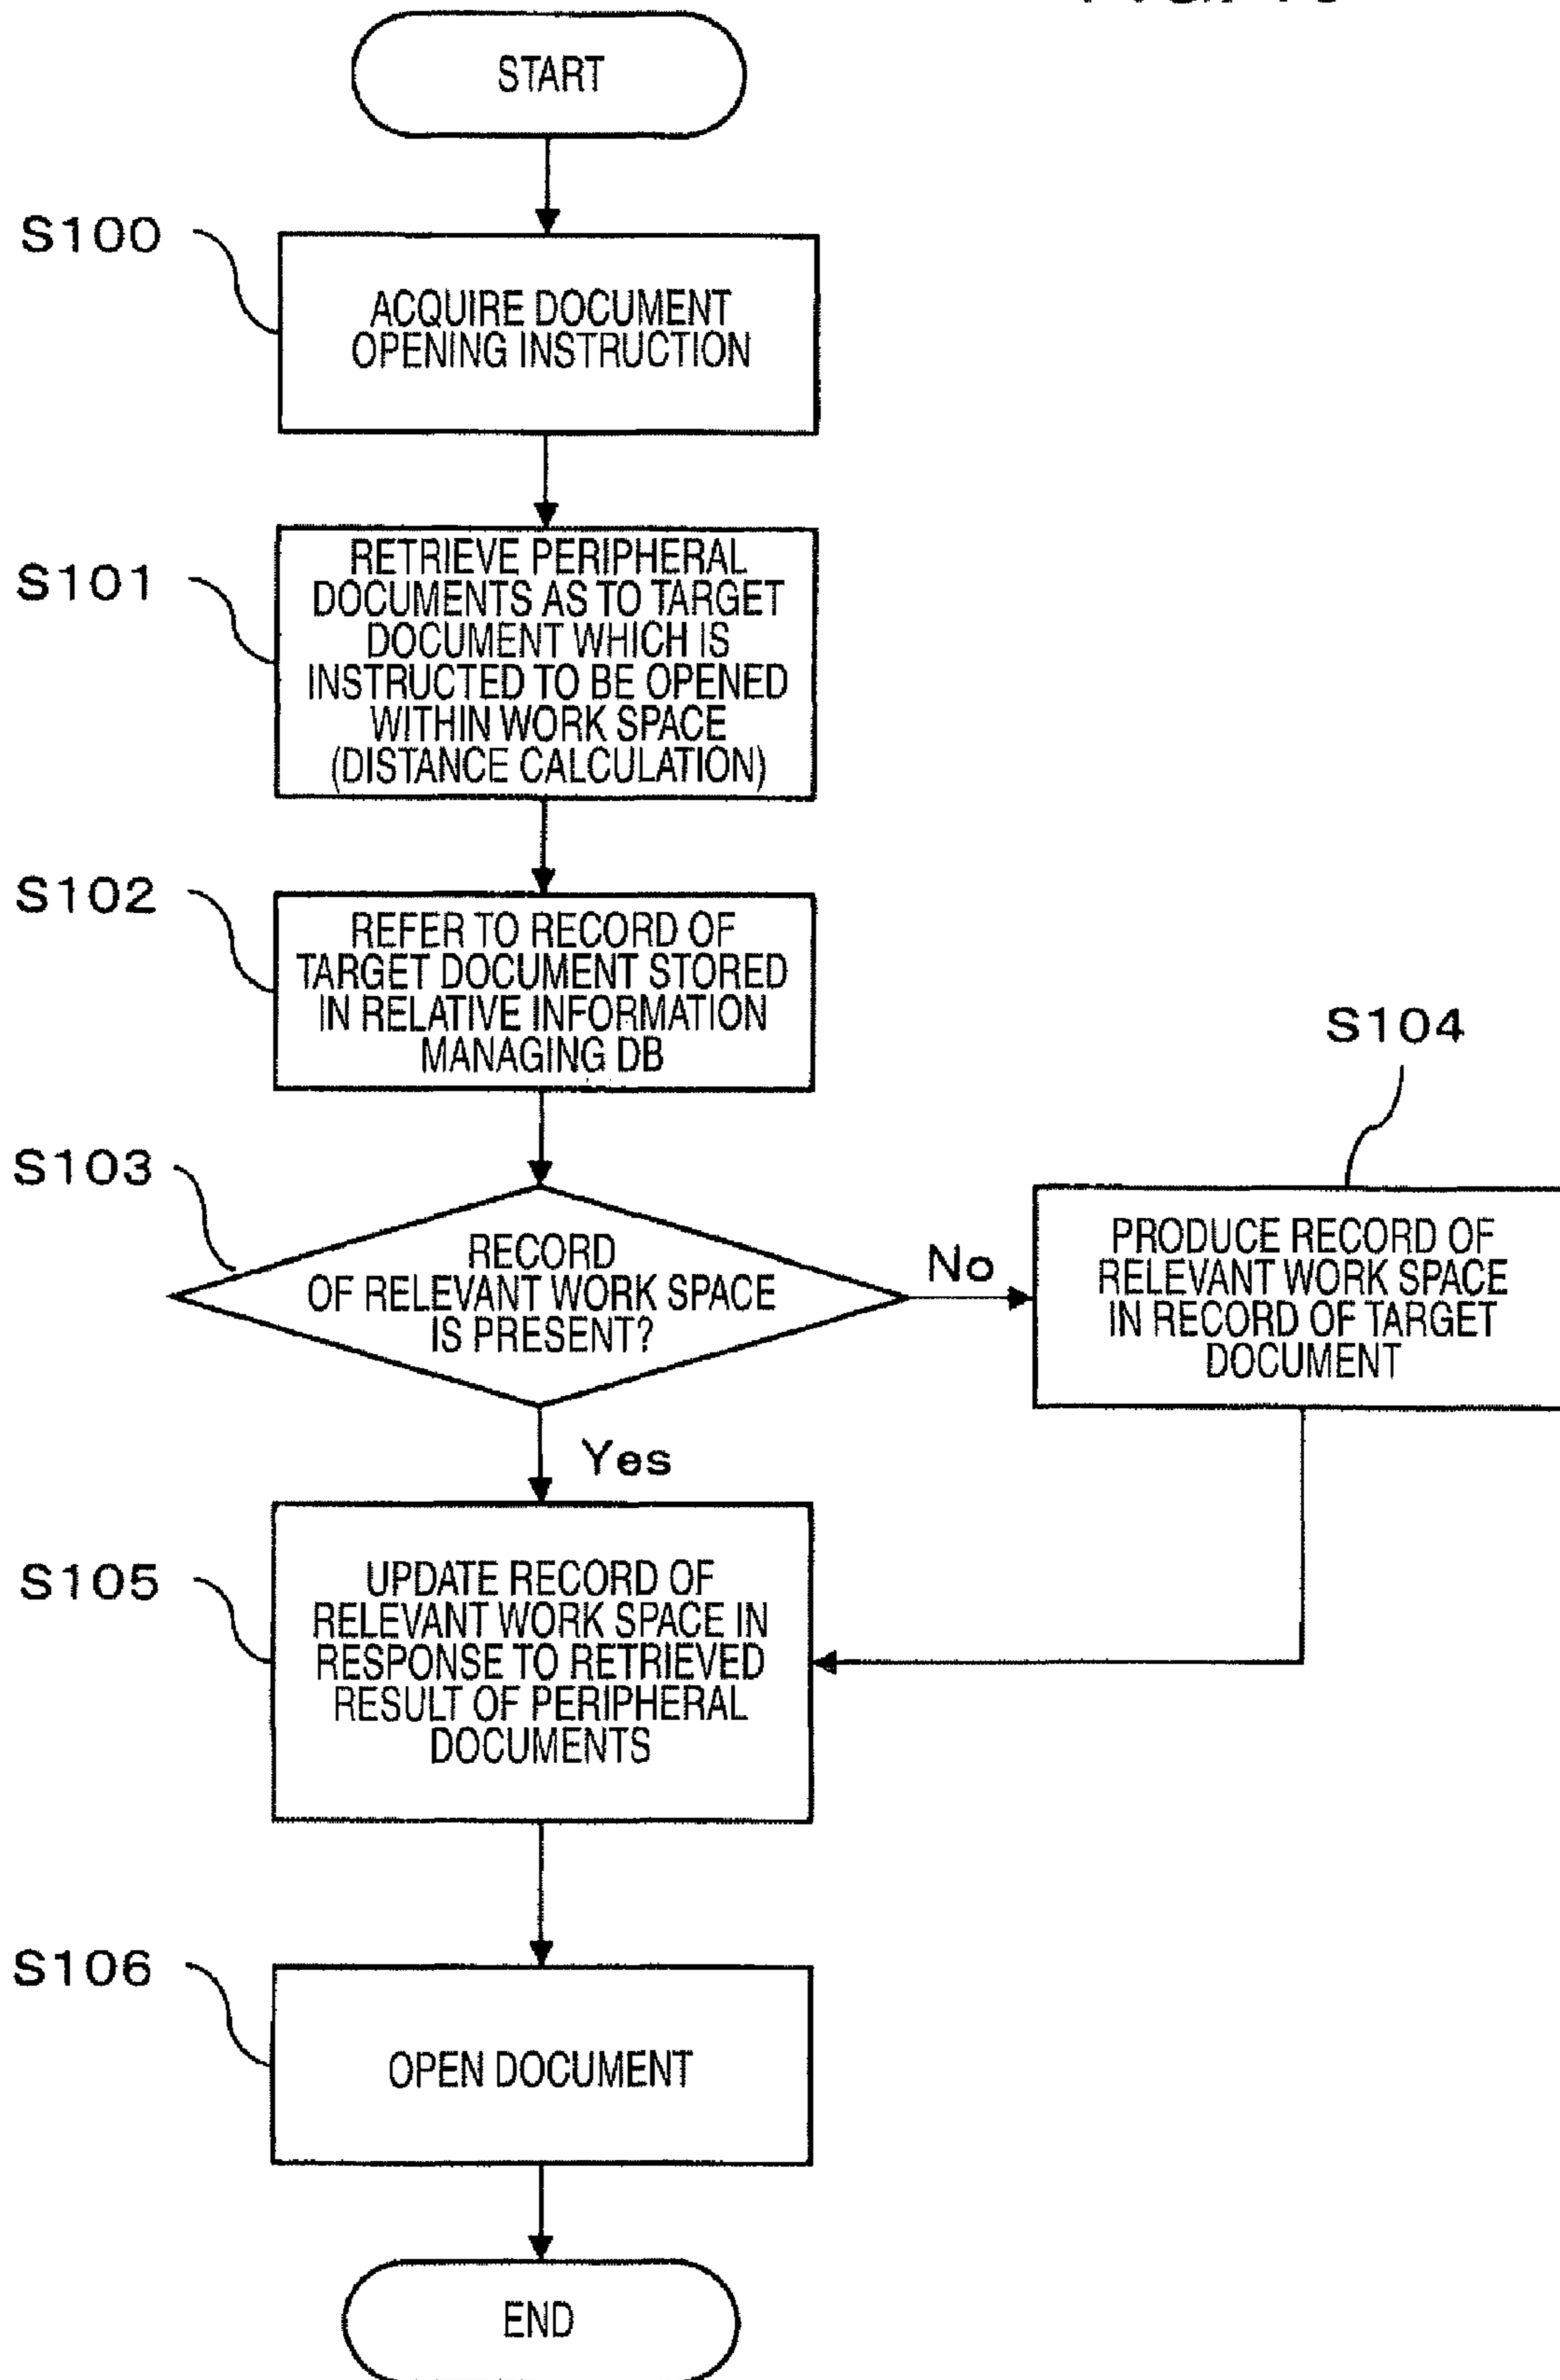 START
S100
ACQUIRE DOCUMENT
OPENING INSTRUCTION
S101
RETRIEVE PERIPHERAL
DOCUMENTS AS TO TARGET
DOCUMENT WHICH IS
INSTRUCTED TO BE OPENED
WITHIN WORK SPACE
(DISTANCE CALCULATION)
S102
REFER TO RECORD OF
TARGET DOCUMENT STORED
IN RELATIVE INFORMATION
MANAGING DB
S103
RECORD
OF RELEVANT WORK SPACE
IS PRESENT?
No
S104
PRODUCE RECORD OF
RELEVANT WORK SPACE
IN RECORD OF TARGET
DOCUMENT
Yes
S105
UPDATE RECORD OF
RELEVANT WORK SPACE IN
RESPONSE TO RETRIEVED
RESULT OF PERIPHERAL
DOCUMENTS
S106
OPEN DOCUMENT
END